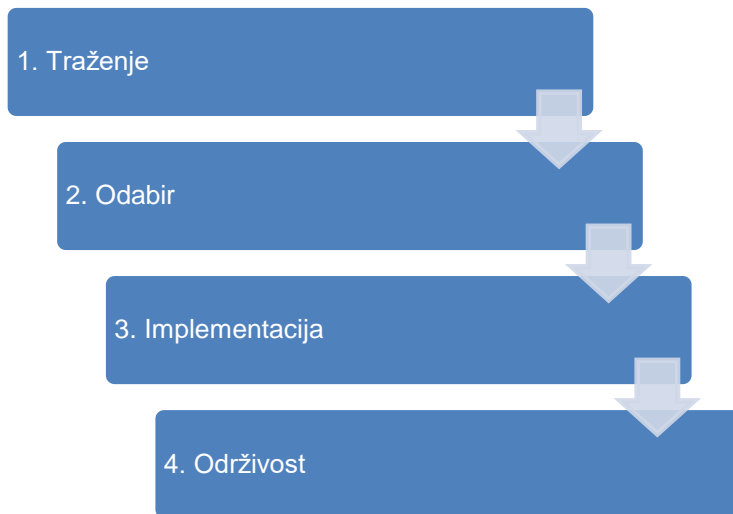 1. Traženje
2. Odabir
3. Implementacija
4. Održivost